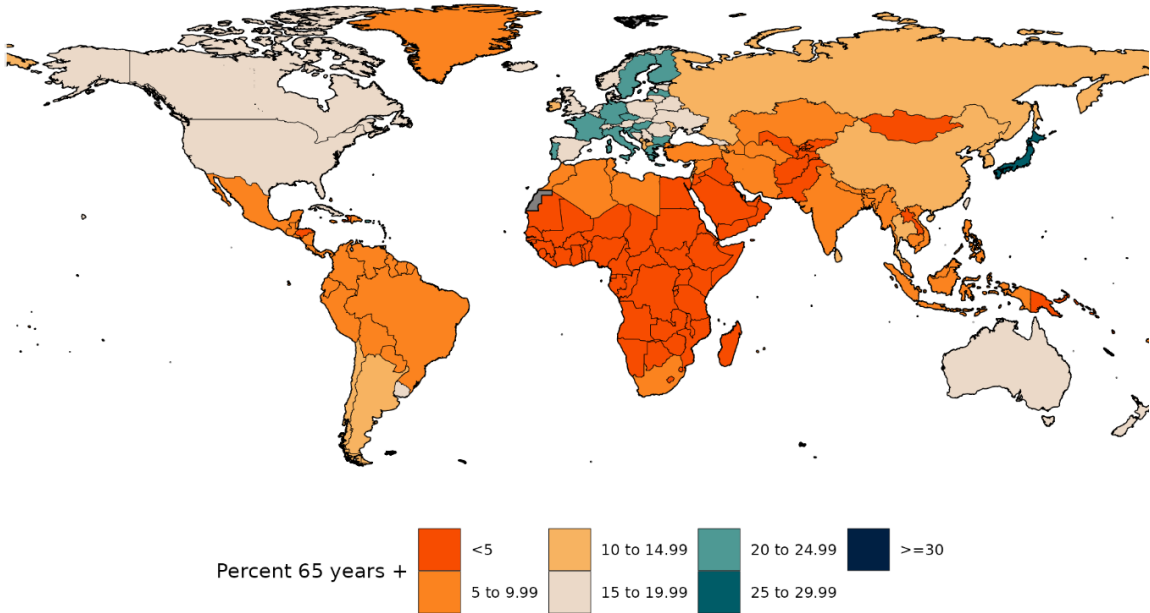 Percent 65 years +
<5
5 to 9.99
10 to 14.99
15 to 19.99
20 to 24.99
25 to 29.99
>=30